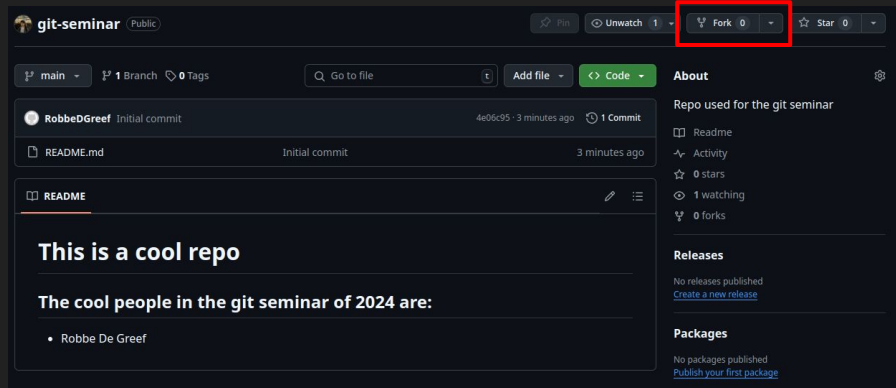 git-seminar Public Pin Unwatch 1 Fork 0 Star 0
main 1 Branch 0 Tags Go to file t Add file Code
RobbeDGreef Initial commit 4e06c95 · 3 minutes ago 1 Commit
README.md Initial commit 3 minutes ago
README
This is a cool repo
The cool people in the git seminar of 2024 are:
• Robbe De Greef
About
Repo used for the git seminar
Readme
Activity
0 stars
1 watching
0 forks
Releases
No releases published
Create a new release
Packages
No packages published
Publish your first package